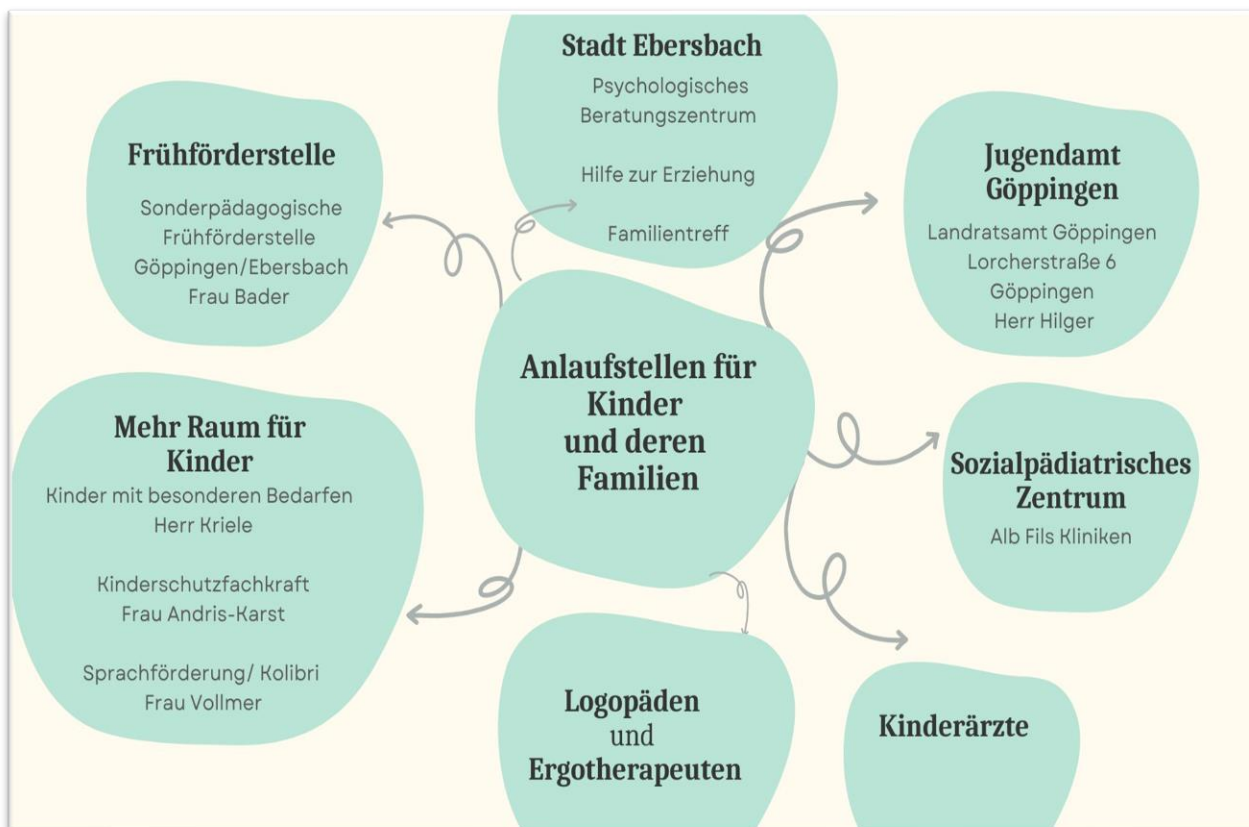 Stadt Ebersbach
Psychologisches
Beratungszentrum
Hilfe zur Erziehung
Familientreff
Frühförderstelle
Sonderpädagogische
Frühförderstelle
Göppingen/Ebersbach
Frau Bader
Jugendamt
Göppingen
Landratsamt Göppingen
Lorcherstraße 6
Göppingen
Herr Hilger
Anlaufstellen für
Kinder
und deren
Familien
Mehr Raum für
Kinder
Kinder mit besonderen Bedarfen
Herr Kriele
Kinderschutzfachkraft
Frau Andris-Karst
Sprachförderung/ Kolibri
Frau Vollmer
Sozialpädiatrisches
Zentrum
Alb Fils Kliniken
Logopäden
und
Ergotherapeuten
Kinderärzte